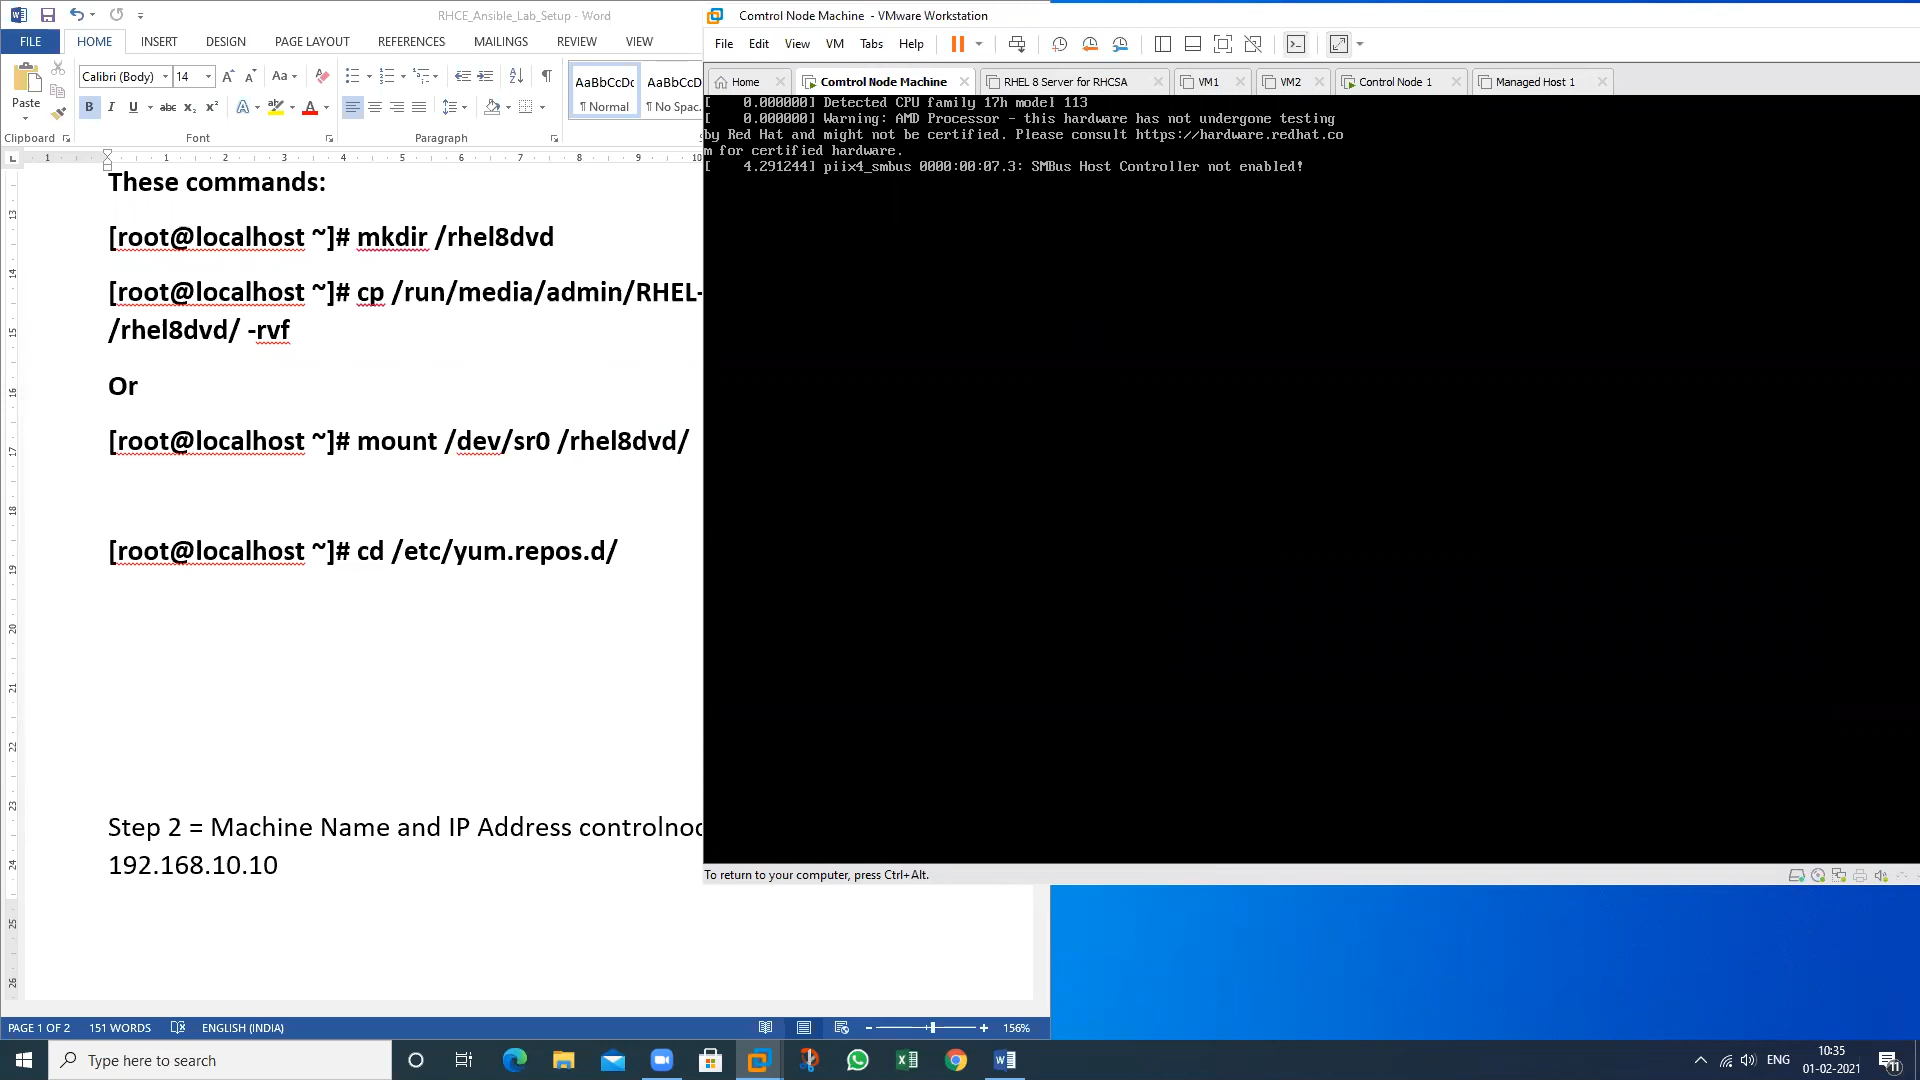 RHCE_Ansible_Lab_Setup - Word
FILE
HOME
INSERT
DESIGN
PAGE LAYOUT
REFERENCES
MAILINGS
REVIEW
VIEW
Paste
Calibri (Body)
14
Aa
B I U abc x₂ x²
A
AaBbCcDc
¶ Normal
AaBbCcDc
¶ No Spac...
Clipboard
Font
Paragraph
These commands:
[root@localhost ~]# mkdir /rhel8dvd
[root@localhost ~]# cp /run/media/admin/RHEL-
/rhel8dvd/ -rvf
Or
[root@localhost ~]# mount /dev/sr0 /rhel8dvd/
[root@localhost ~]# cd /etc/yum.repos.d/
Step 2 = Machine Name and IP Address controlnod
192.168.10.10
PAGE 1 OF 2
151 WORDS
ENGLISH (INDIA)
156%
Comtrol Node Machine - VMware Workstation
File
Edit
View
VM
Tabs
Help
Home
Comtrol Node Machine
RHEL 8 Server for RHCSA
VM1
VM2
Control Node 1
Managed Host 1
[    0.000000] Detected CPU family 17h model 113
[    0.000000] Warning: AMD Processor - this hardware has not undergone testing
by Red Hat and might not be certified. Please consult https://hardware.redhat.co
m for certified hardware.
[    4.291244] piix4_smbus 0000:00:07.3: SMBus Host Controller not enabled!
To return to your computer, press Ctrl+Alt.
Type here to search
ENG
10:35
01-02-2021
11